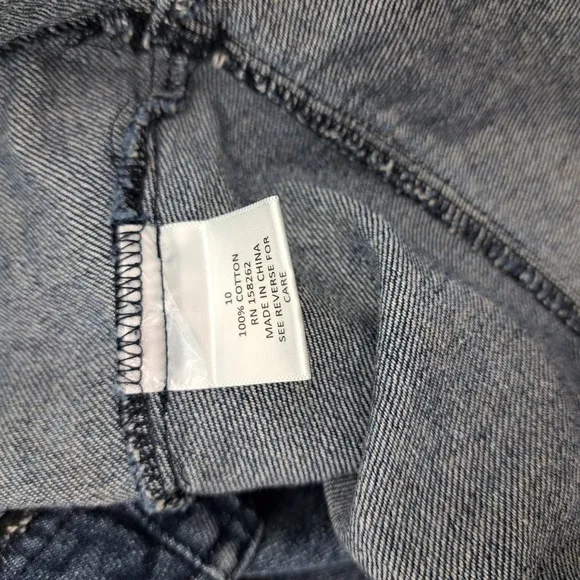 10
100% COTTON
RN 158262
MADE IN CHINA
SEE REVERSE FOR
CARE